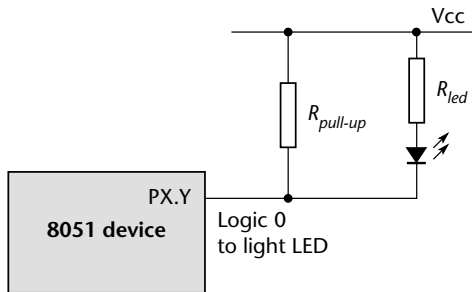 Vcc
R_led
R_pull-up
PX.Y
8051 device
Logic 0
to light LED